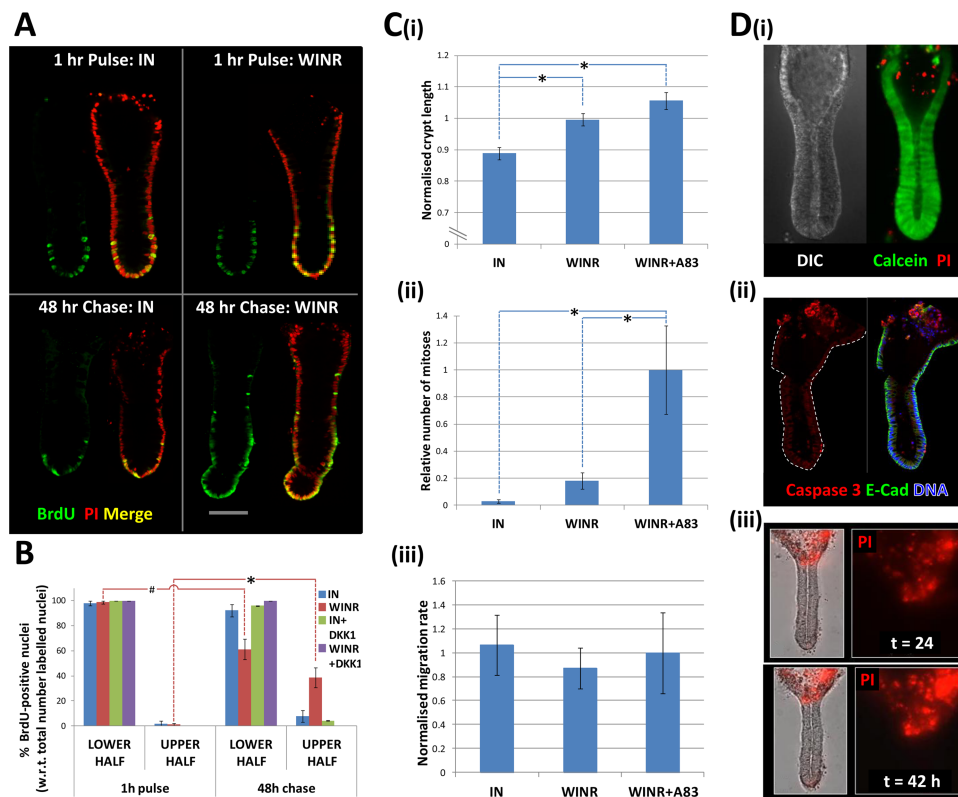 A
1 hr Pulse: IN
1 hr Pulse: WINR
48 hr Chase: IN
48 hr Chase: WINR
BrdU PI Merge
B
% BrdU-positive nuclei
(w.r.t. total number labelled nuclei)
100
80
60
40
20
0
#
*
IN
WINR
IN+
DKK1
WINR
+DKK1
LOWER HALF
UPPER HALF
LOWER HALF
UPPER HALF
1h pulse
48h chase
C(i)
Normalised crypt length
1.2
1.1
1
0.9
0.8
0.7
0
*
*
IN
WINR
WINR+A83
(ii)
Relative number of mitoses
1.4
1.2
1
0.8
0.6
0.4
0.2
0
*
*
IN
WINR
WINR+A83
(iii)
Normalised migration rate
1.6
1.4
1.2
1
0.8
0.6
0.4
0.2
0
IN
WINR
WINR+A83
D(i)
DIC
Calcein PI
(ii)
Caspase 3 E-Cad DNA
(iii)
PI
t = 24
PI
t = 42 h